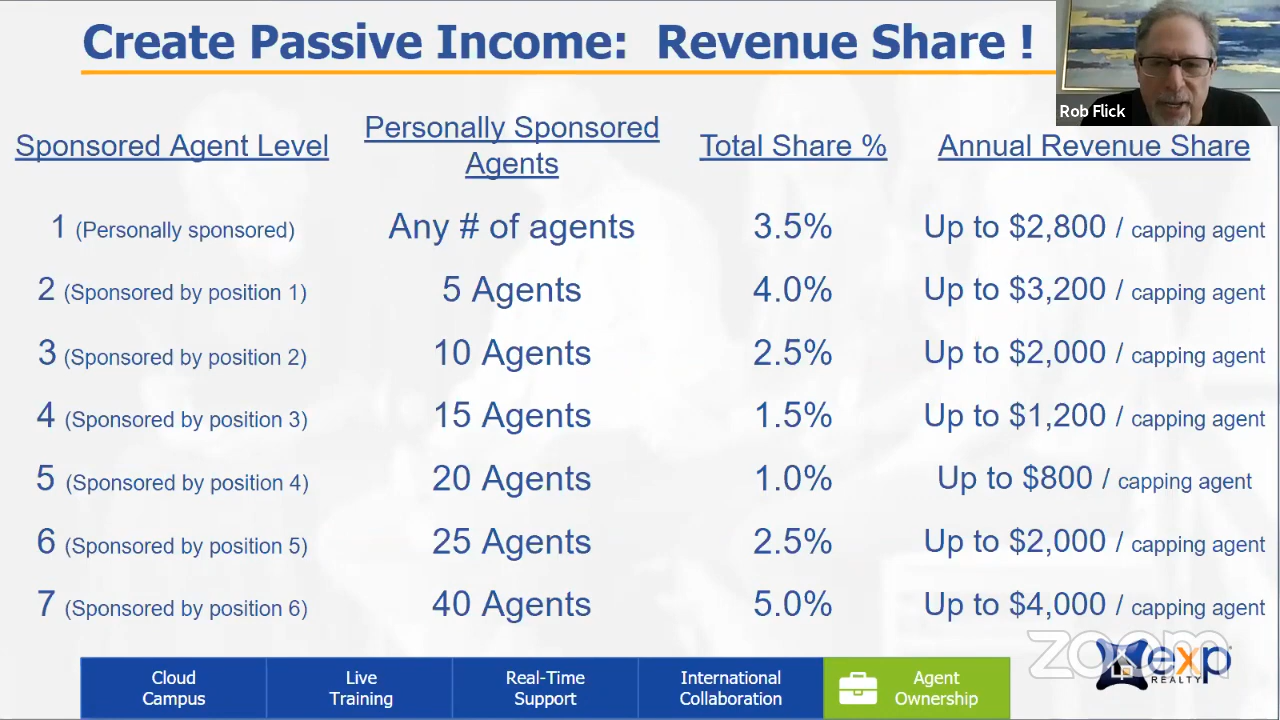 Create Passive Income: Revenue Share !
Rob Flick
Sponsored Agent Level
Personally Sponsored
Agents
Total Share %
Annual Revenue Share
1 (Personally sponsored) Any # of agents 3.5% Up to $2,800 / capping agent
2 (Sponsored by position 1) 5 Agents 4.0% Up to $3,200 / capping agent
3 (Sponsored by position 2) 10 Agents 2.5% Up to $2,000 / capping agent
4 (Sponsored by position 3) 15 Agents 1.5% Up to $1,200 / capping agent
5 (Sponsored by position 4) 20 Agents 1.0% Up to $800 / capping agent
6 (Sponsored by position 5) 25 Agents 2.5% Up to $2,000 / capping agent
7 (Sponsored by position 6) 40 Agents 5.0% Up to $4,000 / capping agent
zoom
exp
REALTY
Cloud
Campus
Live
Training
Real-Time
Support
International
Collaboration
Agent
Ownership